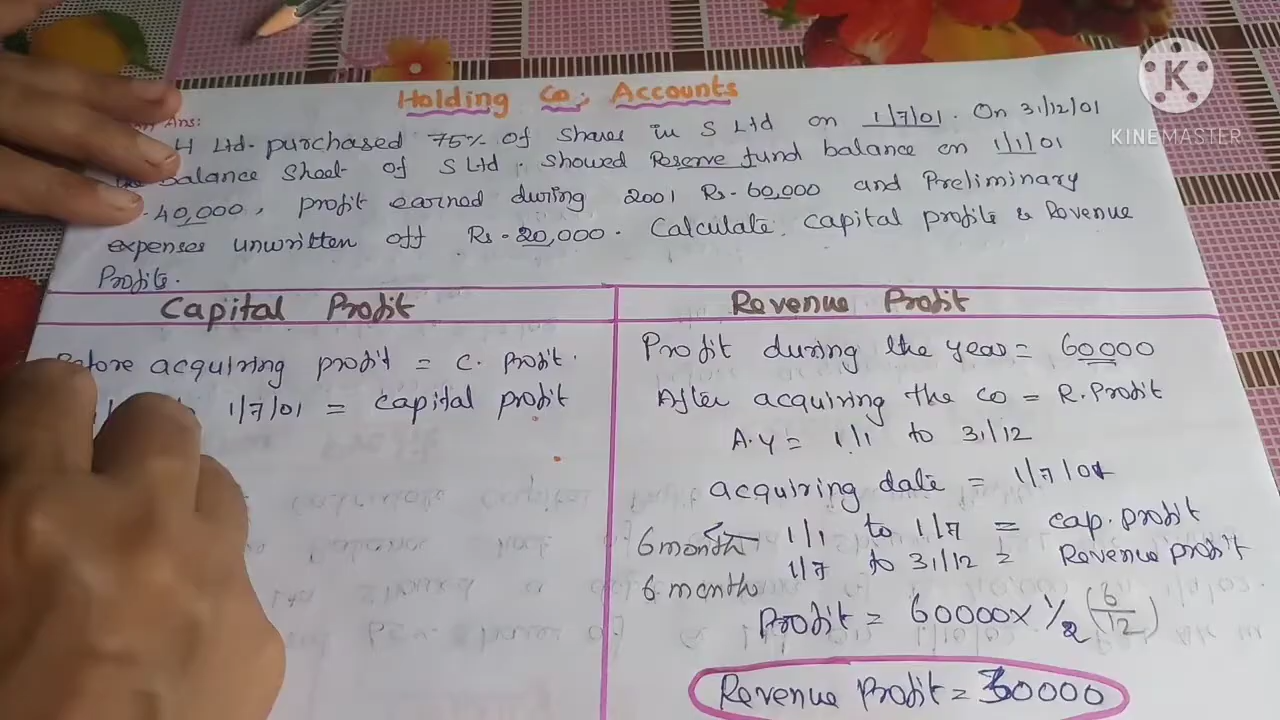 Holding Co; Accounts
Ans:
H Ltd. purchased 75% of shares in S Ltd on 1/7/01. On 31/12/01
balance sheet of S Ltd. showed Reserve fund balance on 1/1/01
40,000, profit earned during 2001 Rs-60,000 and Preliminary
expenses unwritten off Rs-20,000. Calculate capital profits & Revenue
Profits.
Capital Profit
Revenue Profit
Before acquiring profit = C. Profit.
1/7/01 = capital profit
Profit during the year = 60000
After acquiring the co = R. Profit
A.Y = 1/1 to 31/12
acquiring date = 1/7/01
6 month ← 1/1 to 1/7 = cap. profit
1/7 to 31/12 = Revenue profit
6 months
Profit = 60000 x 1/2 (6/12)
Revenue Profit = 30000
K
KINEMASTER